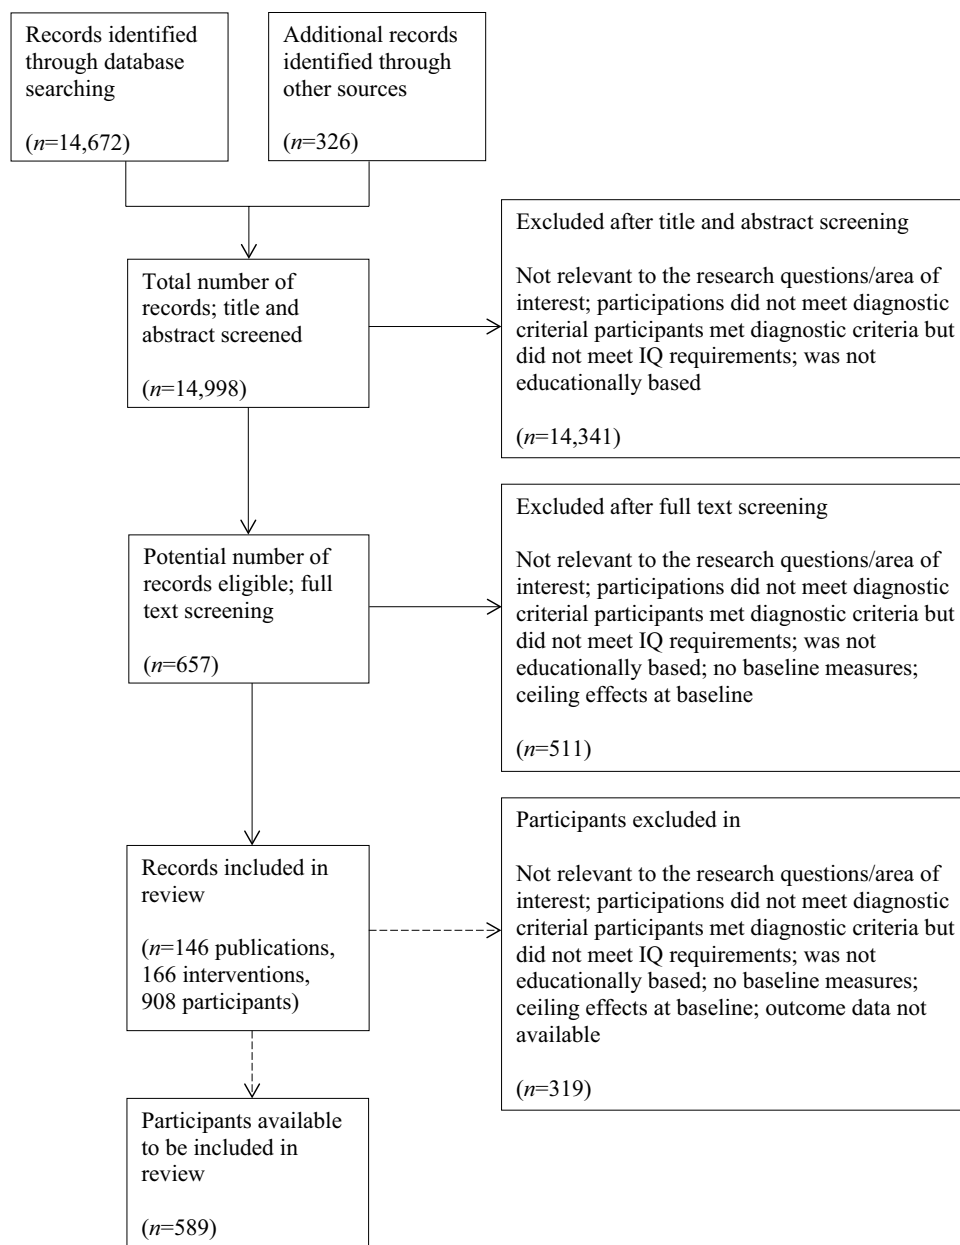 Records identified
through database
searching
(n=14,672)
Additional records
identified through
other sources
(n=326)
Total number of
records; title and
abstract screened
(n=14,998)
Excluded after title and abstract screening
Not relevant to the research questions/area of
interest; participations did not meet diagnostic
criterial participants met diagnostic criteria but
did not meet IQ requirements; was not
educationally based
(n=14,341)
Potential number of
records eligible; full
text screening
(n=657)
Excluded after full text screening
Not relevant to the research questions/area of
interest; participations did not meet diagnostic
criterial participants met diagnostic criteria but
did not meet IQ requirements; was not
educationally based; no baseline measures;
ceiling effects at baseline
(n=511)
Records included in
review
(n=146 publications,
166 interventions,
908 participants)
Participants excluded in
Not relevant to the research questions/area of
interest; participations did not meet diagnostic
criterial participants met diagnostic criteria but
did not meet IQ requirements; was not
educationally based; no baseline measures;
ceiling effects at baseline; outcome data not
available
(n=319)
Participants available
to be included in
review
(n=589)